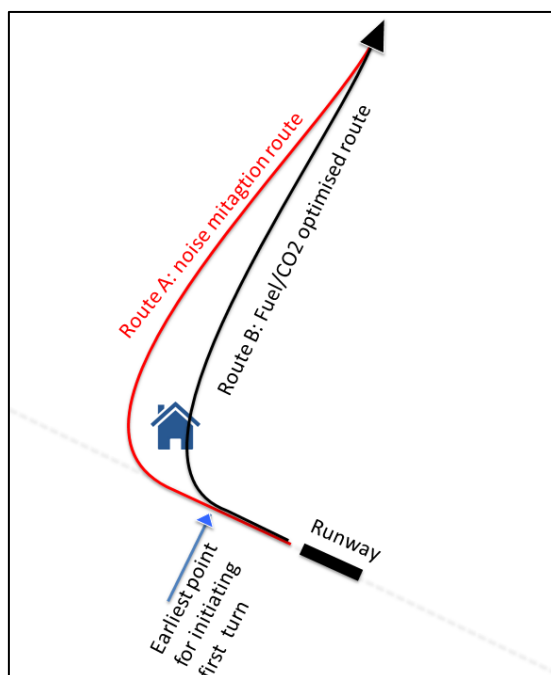 Route A: noise mitagtion route
Route B: Fuel/CO2 optimised route
Runway
Earliest point
for initiating
first turn